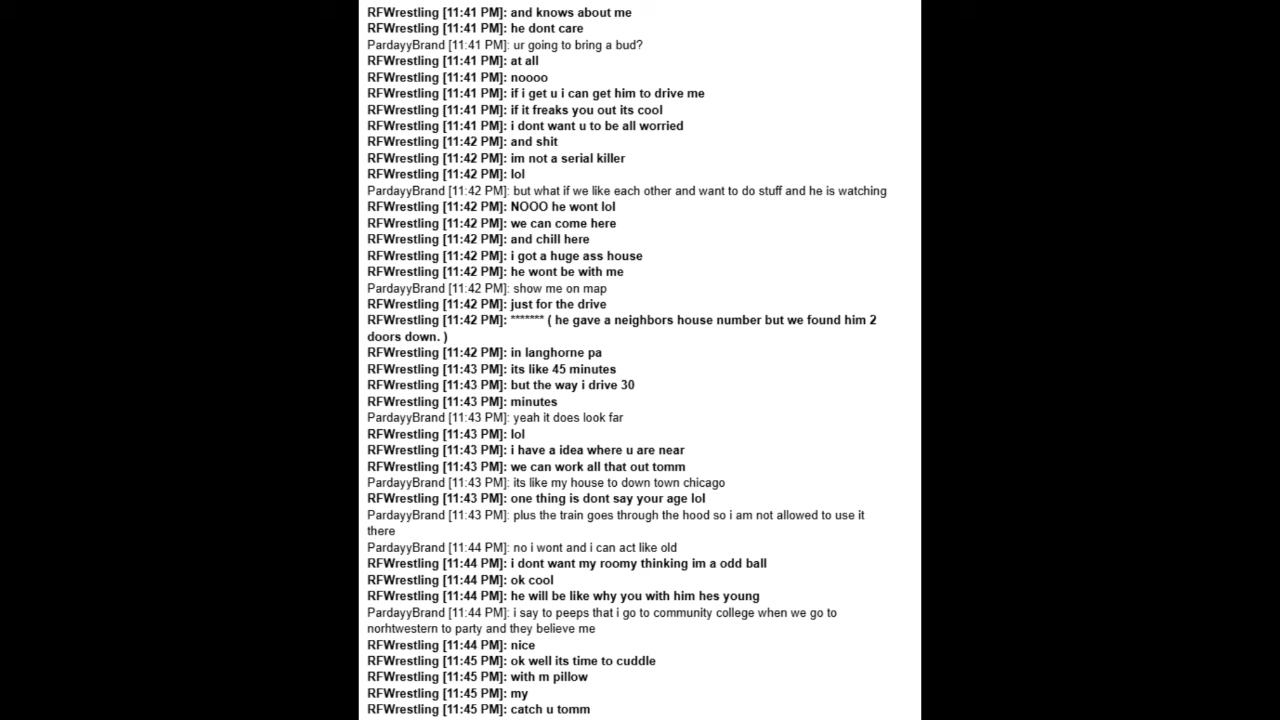 RFWrestling [11:41 PM]: and knows about me
RFWrestling [11:41 PM]: he dont care
PardayyBrand [11:41 PM]: ur going to bring a bud?
RFWrestling [11:41 PM]: at all
RFWrestling [11:41 PM]: noooo
RFWrestling [11:41 PM]: if i get u i can get him to drive me
RFWrestling [11:41 PM]: if it freaks you out its cool
RFWrestling [11:41 PM]: i dont want u to be all worried
RFWrestling [11:42 PM]: and shit
RFWrestling [11:42 PM]: im not a serial killer
RFWrestling [11:42 PM]: lol
PardayyBrand [11:42 PM]: but what if we like each other and want to do stuff and he is watching
RFWrestling [11:42 PM]: NOOO he wont lol
RFWrestling [11:42 PM]: we can come here
RFWrestling [11:42 PM]: and chill here
RFWrestling [11:42 PM]: i got a huge ass house
RFWrestling [11:42 PM]: he wont be with me
PardayyBrand [11:42 PM]: show me on map
RFWrestling [11:42 PM]: just for the drive
RFWrestling [11:42 PM]: ******* ( he gave a neighbors house number but we found him 2
doors down. )
RFWrestling [11:42 PM]: in langhorne pa
RFWrestling [11:43 PM]: its like 45 minutes
RFWrestling [11:43 PM]: but the way i drive 30
RFWrestling [11:43 PM]: minutes
PardayyBrand [11:43 PM]: yeah it does look far
RFWrestling [11:43 PM]: lol
RFWrestling [11:43 PM]: i have a idea where u are near
RFWrestling [11:43 PM]: we can work all that out tomm
PardayyBrand [11:43 PM]: its like my house to down town chicago
RFWrestling [11:43 PM]: one thing is dont say your age lol
PardayyBrand [11:43 PM]: plus the train goes through the hood so i am not allowed to use it
there
PardayyBrand [11:44 PM]: no i wont and i can act like old
RFWrestling [11:44 PM]: i dont want my roomy thinking im a odd ball
RFWrestling [11:44 PM]: ok cool
RFWrestling [11:44 PM]: he will be like why you with him hes young
PardayyBrand [11:44 PM]: i say to peeps that i go to community college when we go to
norhtwestern to party and they believe me
RFWrestling [11:44 PM]: nice
RFWrestling [11:45 PM]: ok well its time to cuddle
RFWrestling [11:45 PM]: with m pillow
RFWrestling [11:45 PM]: my
RFWrestling [11:45 PM]: catch u tomm